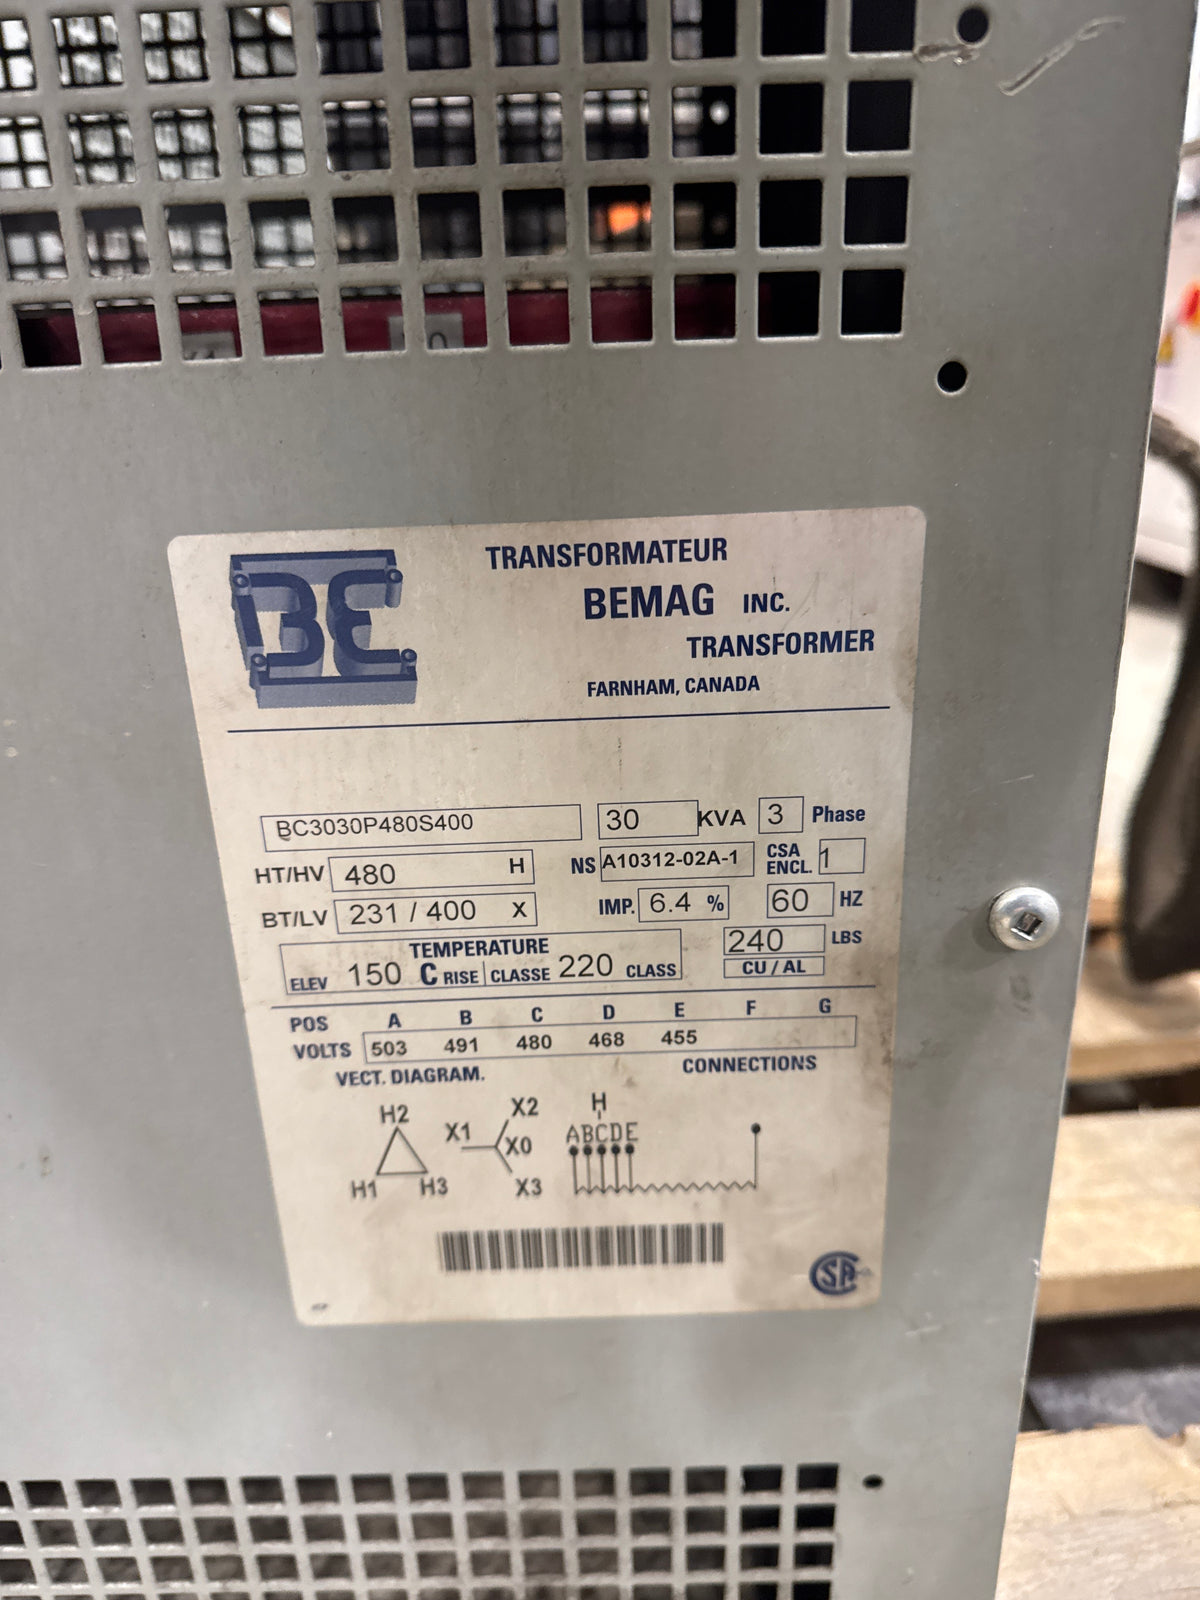 BE
TRANSFORMATEUR
BEMAG INC.
TRANSFORMER
FARNHAM, CANADA
BC3030P480S400 30 KVA 3 Phase
HT/HV 480 H NS A10312-02A-1 CSA ENCL. 1
BT/LV 231 / 400 X IMP. 6.4 % 60 HZ
TEMPERATURE 240 LBS
ELEV 150 C RISE CLASSE 220 CLASS CU / AL
POS A B C D E F G
VOLTS 503 491 480 468 455
VECT. DIAGRAM. CONNECTIONS
H2 X1 X2 X0 H
ABCDE
H1 H3 X3
CSA